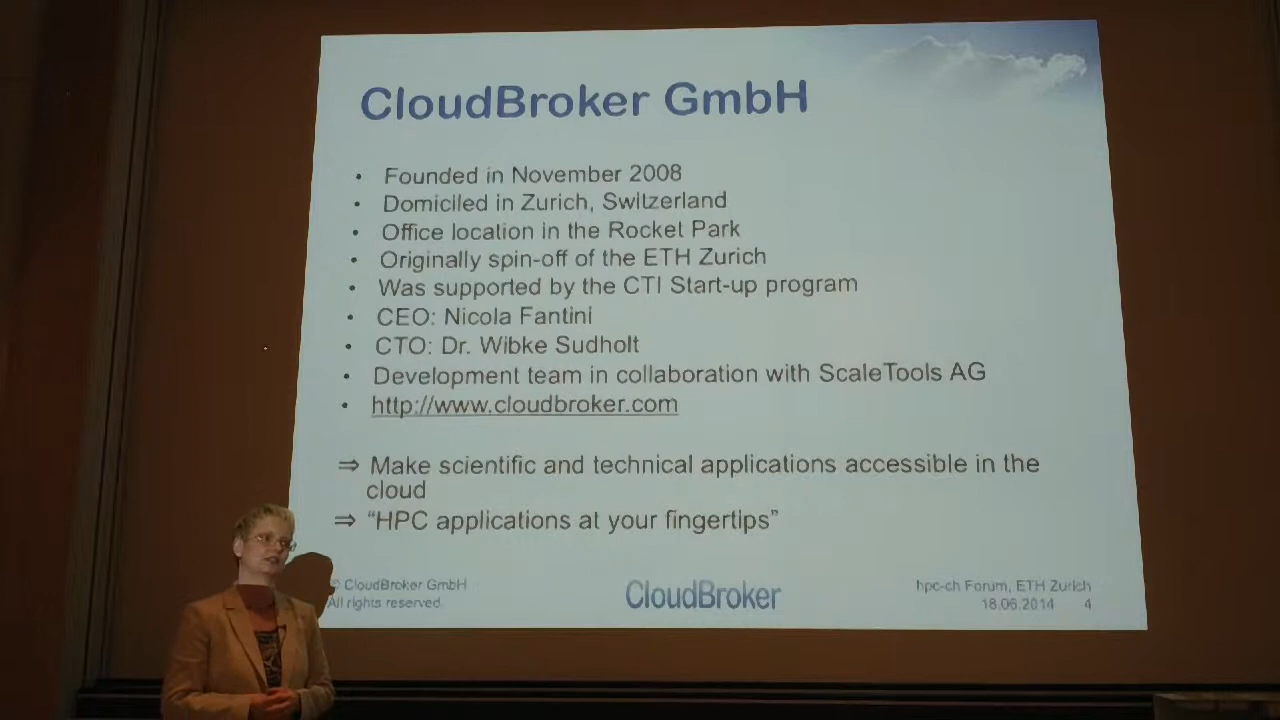 CloudBroker GmbH
• Founded in November 2008
• Domiciled in Zurich, Switzerland
• Office location in the Rocket Park
• Originally spin-off of the ETH Zurich
• Was supported by the CTI Start-up program
• CEO: Nicola Fantini
• CTO: Dr. Wibke Sudholt
• Development team in collaboration with ScaleTools AG
• http://www.cloudbroker.com
⇒ Make scientific and technical applications accessible in the
cloud
⇒ “HPC applications at your fingertips”
© CloudBroker GmbH
All rights reserved.
CloudBroker
hpc-ch Forum, ETH Zurich
18.06.2014 4